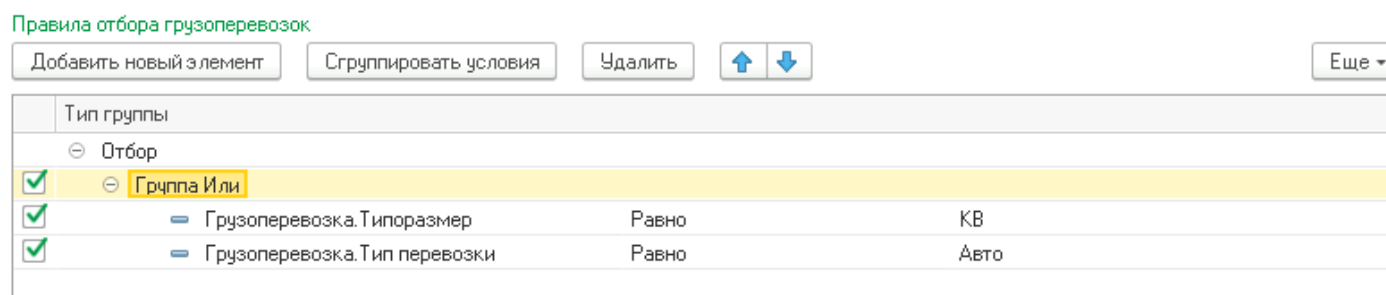 Правила отбора грузоперевозок
Добавить новый элемент Сгруппировать условия Удалить Еще
Тип группы
Отбор
Группа Или
Грузоперевозка.Типоразмер Равно КВ
Грузоперевозка.Тип перевозки Равно Авто